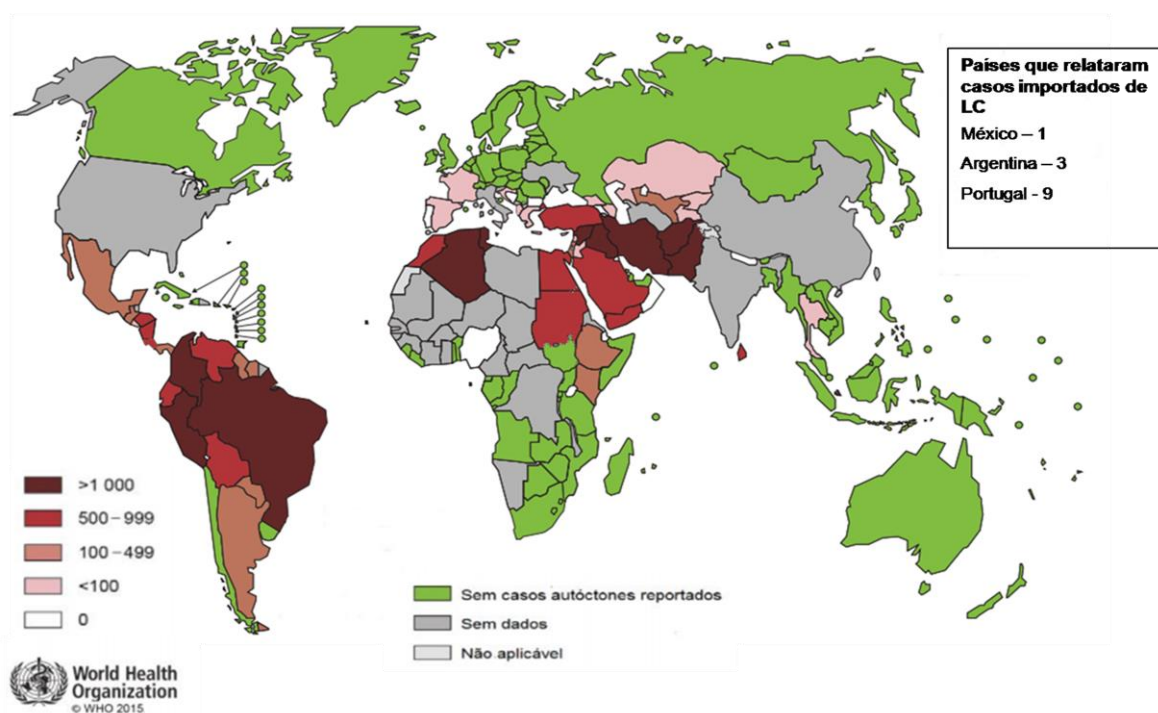 Países que relataram
casos importados de
LC
México – 1
Argentina – 3
Portugal - 9
>1 000
500–999
100–499
<100
0
Sem casos autóctones reportados
Sem dados
Não aplicável
World Health
Organization
© WHO 2015.